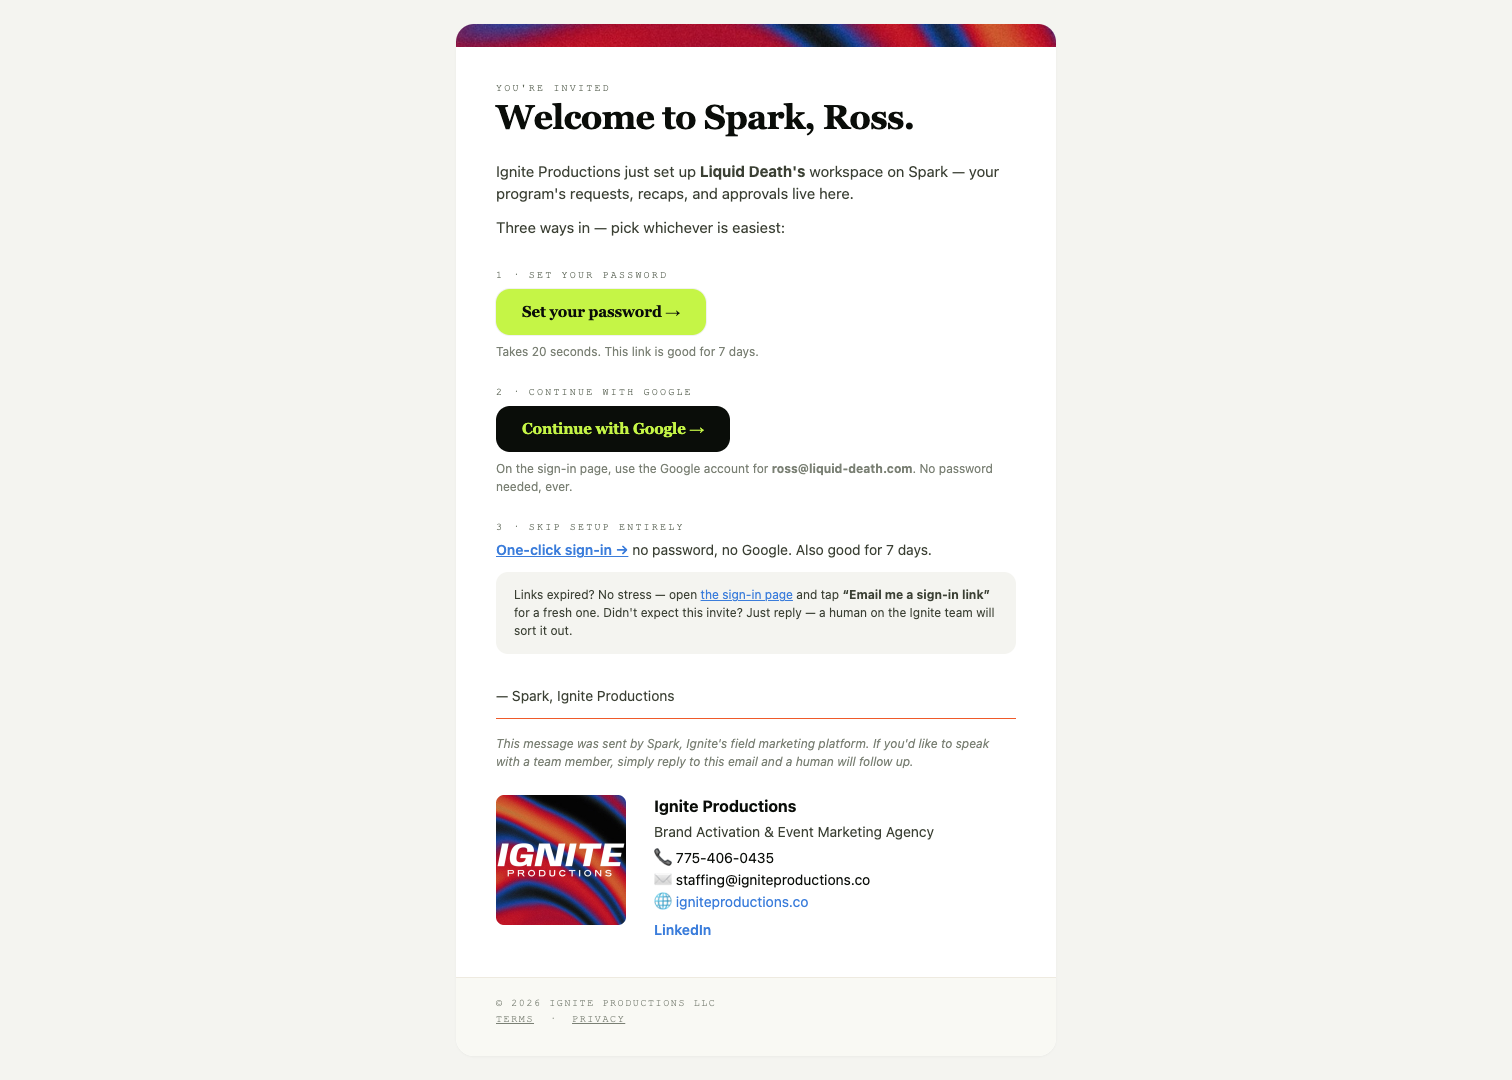 YOU'RE INVITED
Welcome to Spark, Ross.
Ignite Productions just set up Liquid Death's workspace on Spark — your
program's requests, recaps, and approvals live here.
Three ways in — pick whichever is easiest:
1 · SET YOUR PASSWORD
Set your password →
Takes 20 seconds. This link is good for 7 days.
2 · CONTINUE WITH GOOGLE
Continue with Google →
On the sign-in page, use the Google account for ross@liquid-death.com. No password
needed, ever.
3 · SKIP SETUP ENTIRELY
One-click sign-in → no password, no Google. Also good for 7 days.
Links expired? No stress — open the sign-in page and tap “Email me a sign-in link”
for a fresh one. Didn't expect this invite? Just reply — a human on the Ignite team will
sort it out.
— Spark, Ignite Productions
This message was sent by Spark, Ignite's field marketing platform. If you'd like to speak
with a team member, simply reply to this email and a human will follow up.
IGNITE
PRODUCTIONS
Ignite Productions
Brand Activation & Event Marketing Agency
775-406-0435
staffing@igniteproductions.co
igniteproductions.co
LinkedIn
© 2026 IGNITE PRODUCTIONS LLC
TERMS · PRIVACY